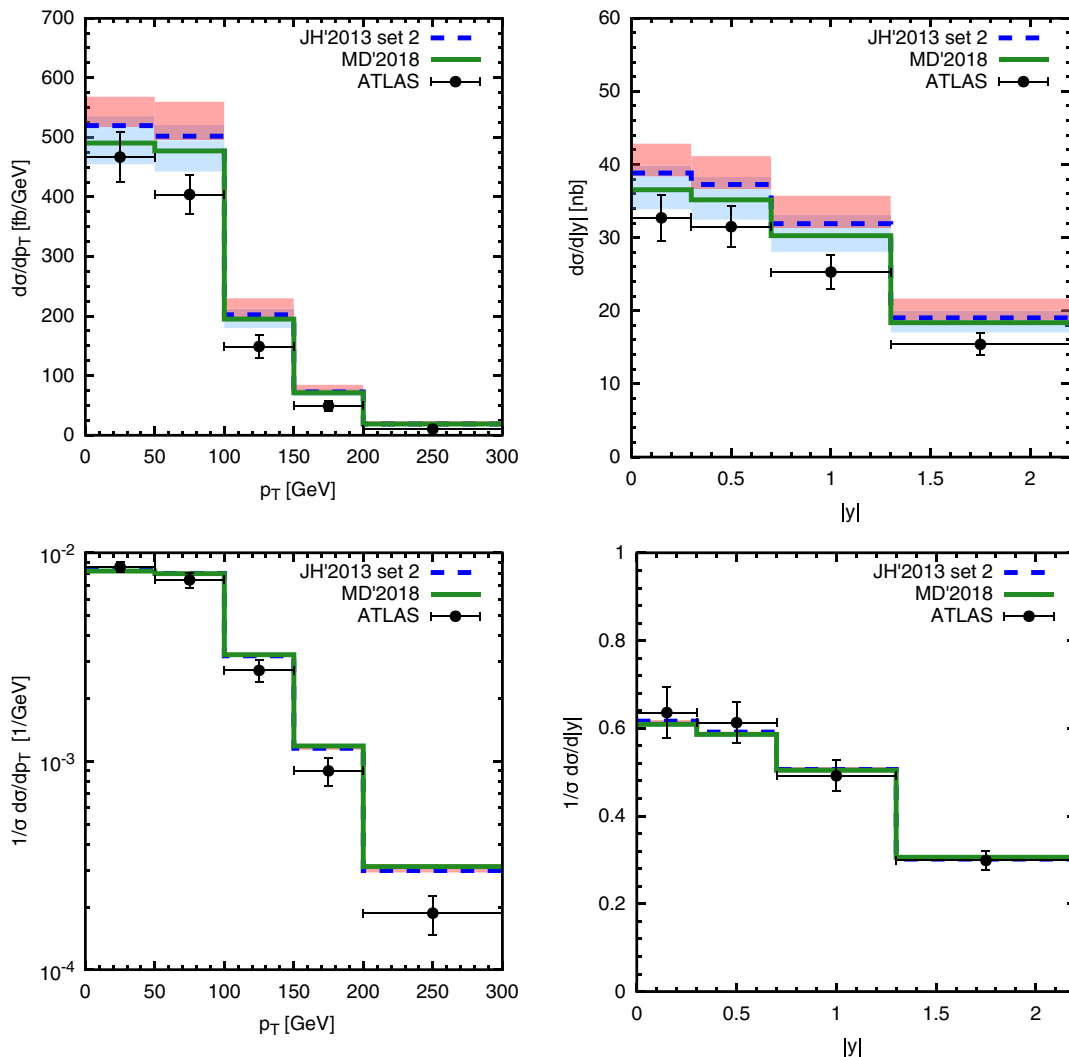 dσ/dp_T [fb/GeV]
700
600
500
400
300
200
100
0
JH'2013 set 2
MD'2018
ATLAS
0 50 100 150 200 250 300
p_T [GeV]
dσ/d|y| [nb]
60
50
40
30
20
10
0
JH'2013 set 2
MD'2018
ATLAS
0 0.5 1 1.5 2
|y|
1/σ dσ/dp_T [1/GeV]
10^-2
10^-3
10^-4
JH'2013 set 2
MD'2018
ATLAS
0 50 100 150 200 250 300
p_T [GeV]
1/σ dσ/d|y|
1
0.8
0.6
0.4
0.2
0
JH'2013 set 2
MD'2018
ATLAS
0 0.5 1 1.5 2
|y|